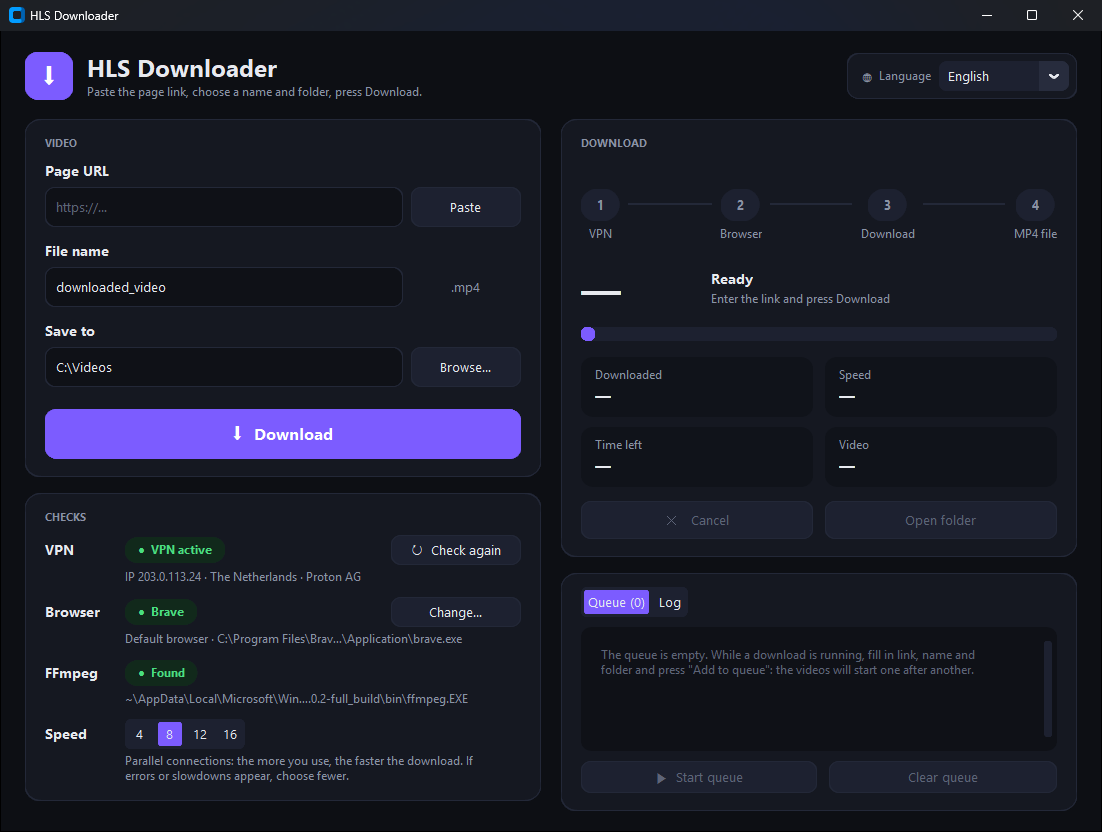 HLS Downloader
HLS Downloader
Paste the page link, choose a name and folder, press Download.
Language
English
VIDEO
Page URL
https://...
Paste
File name
downloaded_video
.mp4
Save to
C:\Videos
Browse...
Download
CHECKS
VPN
VPN active
Check again
IP 203.0.113.24 · The Netherlands · Proton AG
Browser
Brave
Change...
Default browser · C:\Program Files\Brav...\Application\brave.exe
FFmpeg
Found
~\AppData\Local\Microsoft\Win....0.2-full_build\bin\ffmpeg.EXE
Speed
4 8 12 16
Parallel connections: the more you use, the faster the download. If
errors or slowdowns appear, choose fewer.
DOWNLOAD
1 2 3 4
VPN Browser Download MP4 file
—
Ready
Enter the link and press Download
Downloaded
—
Speed
—
Time left
—
Video
—
Cancel
Open folder
Queue (0) Log
The queue is empty. While a download is running, fill in link, name and
folder and press "Add to queue": the videos will start one after another.
Start queue
Clear queue